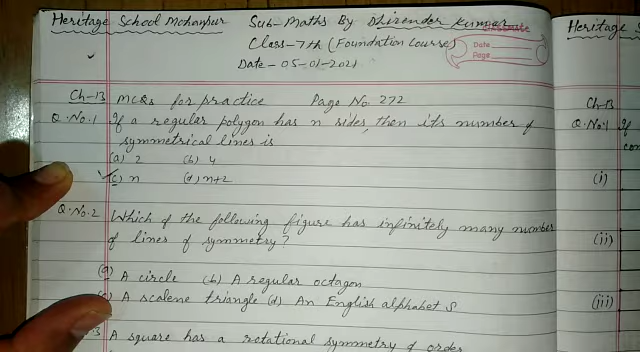 Heritage School Mohanpur Sub-Maths By Dhirender Kumar
Class-7th (Foundation Course)
Date-05-01-2021
CLASSMATE
Date
Page
Ch-13 MCQs for practice Page No. 272
Q.No.1 If a regular polygon has n sides, then its number of
symmetrical lines is
(a) 2 (b) 4
✓(c) n (d) n+2
Q.No.2 Which of the following figure has infinitely many number
of lines of symmetry?
(a) A circle (b) A regular octagon
(c) A scalene triangle (d) An English alphabet S
.3 A square has a rotational symmetry of order
Heritage S
Ch-13
Q.No.1 If
con
(i)
(ii)
(iii)